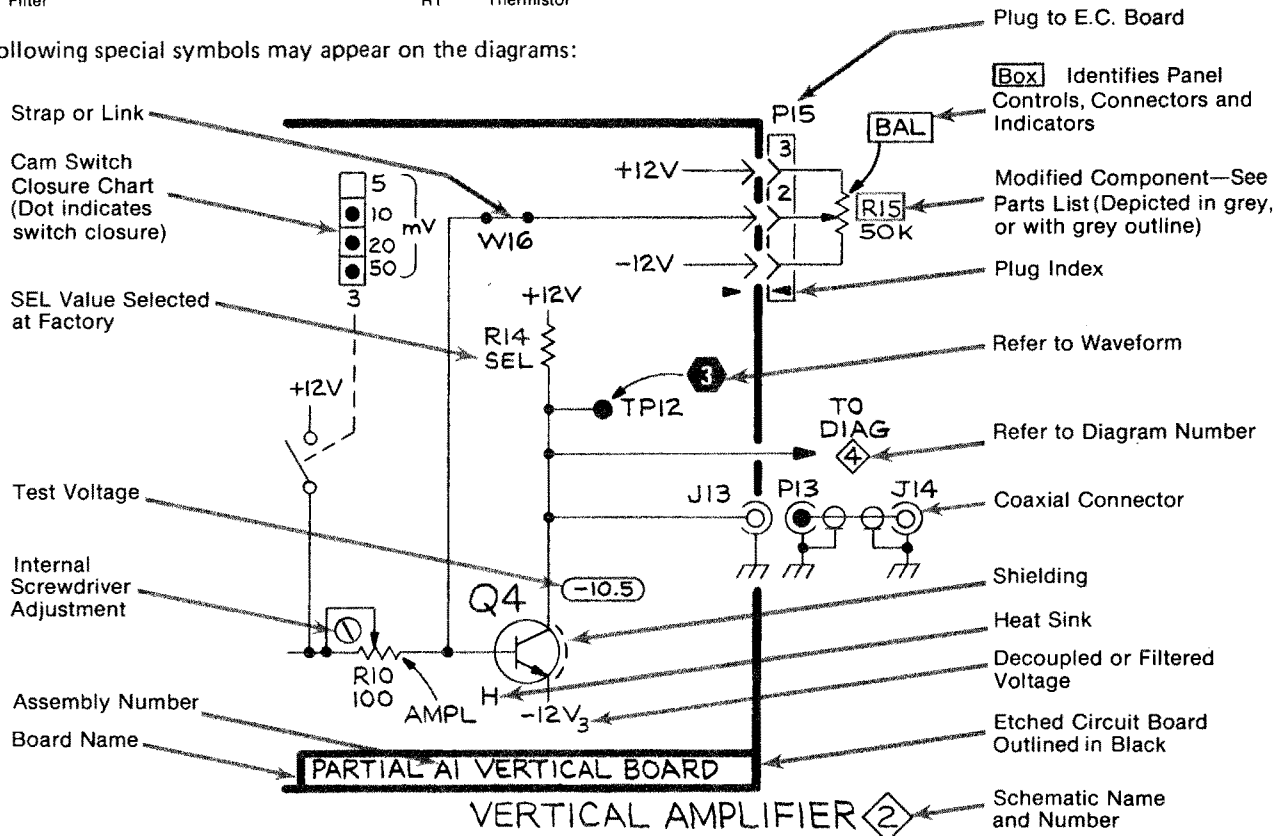 Filter
RT Thermistor
ollowing special symbols may appear on the diagrams:
Strap or Link
Cam Switch
Closure Chart
(Dot indicates
switch closure)
SEL Value Selected
at Factory
Test Voltage
Internal
Screwdriver
Adjustment
Assembly Number
Board Name
5
10
20
50
mV
3
+12V
W16
+12V
-12V
P15
3
2
BAL
R15
50K
+12V
R14
SEL
3
TP12
TO
DIAG
4
J13
P13
J14
-10.5
Q4
R10
100
AMPL
H
-12V3
PARTIAL A1 VERTICAL BOARD
VERTICAL AMPLIFIER 2
Plug to E.C. Board
Box Identifies Panel
Controls, Connectors and
Indicators
Modified Component—See
Parts List (Depicted in grey,
or with grey outline)
Plug Index
Refer to Waveform
Refer to Diagram Number
Coaxial Connector
Shielding
Heat Sink
Decoupled or Filtered
Voltage
Etched Circuit Board
Outlined in Black
Schematic Name
and Number